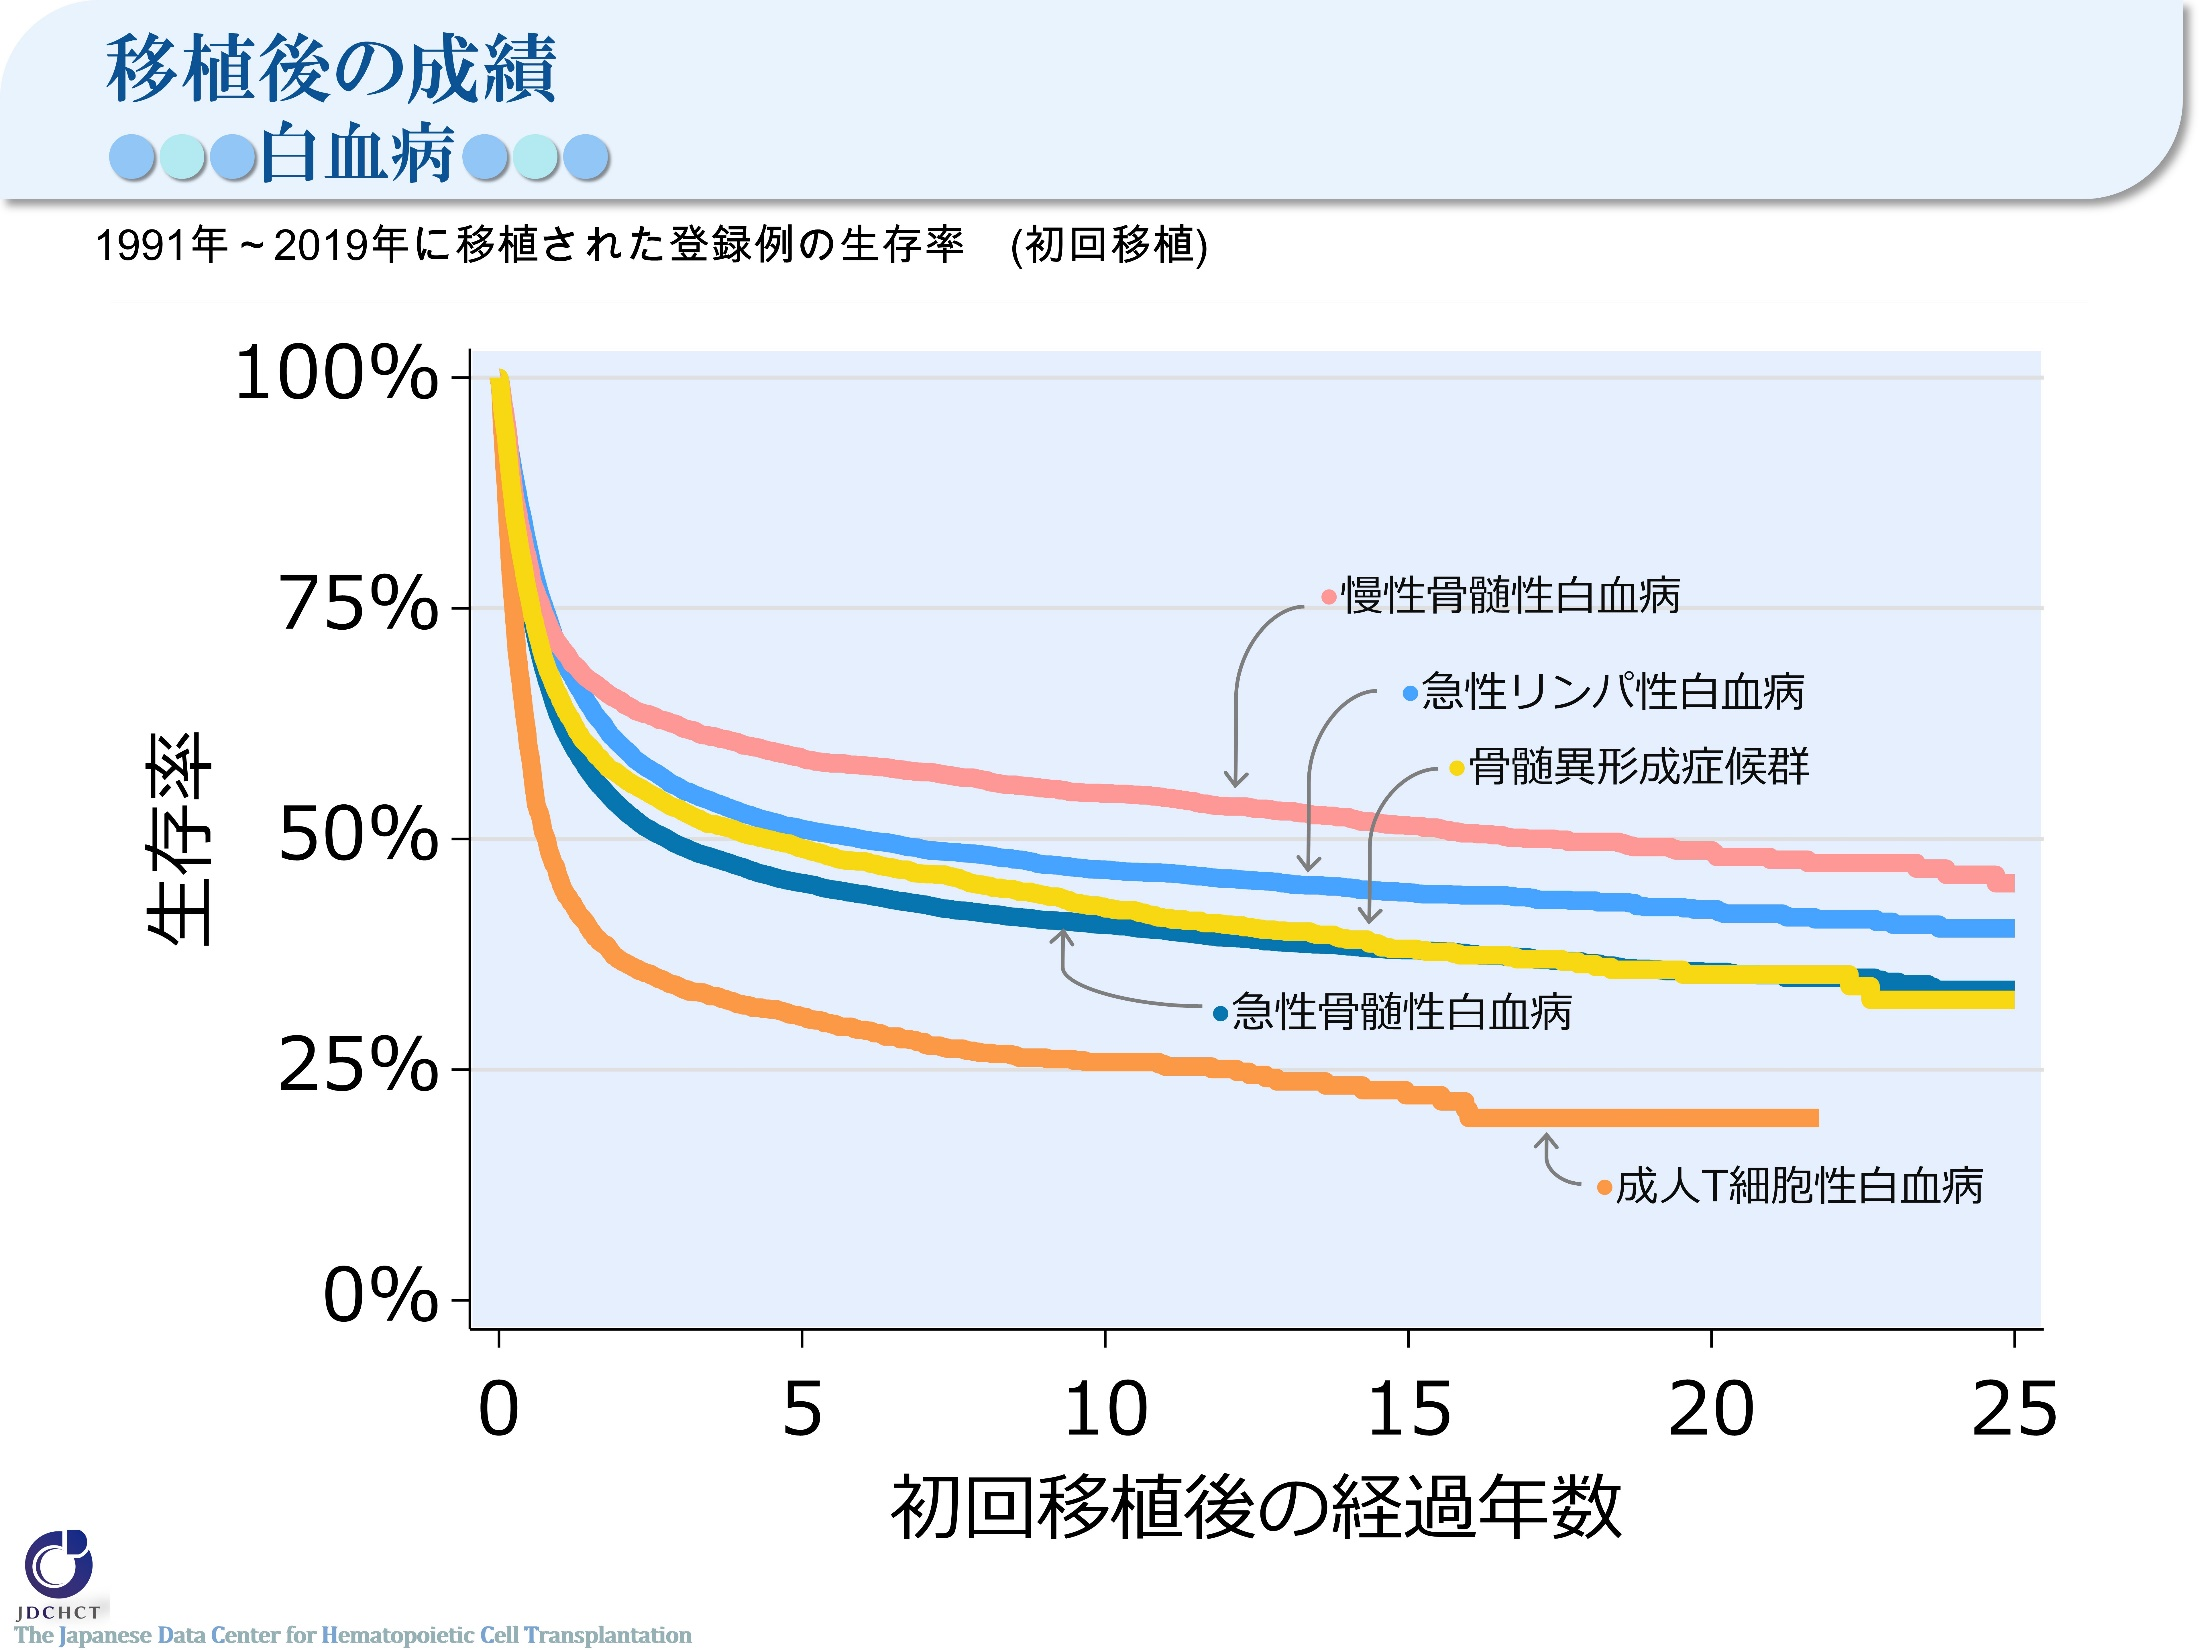 移植後の成績
白血病
1991年～2019年に移植された登録例の生存率　(初回移植)
100%
75%
50%
25%
0%
生存率
慢性骨髄性白血病
急性リンパ性白血病
骨髄異形成症候群
急性骨髄性白血病
成人T細胞性白血病
0 5 10 15 20 25
初回移植後の経過年数
JDCHCT
The Japanese Data Center for Hematopoietic Cell Transplantation